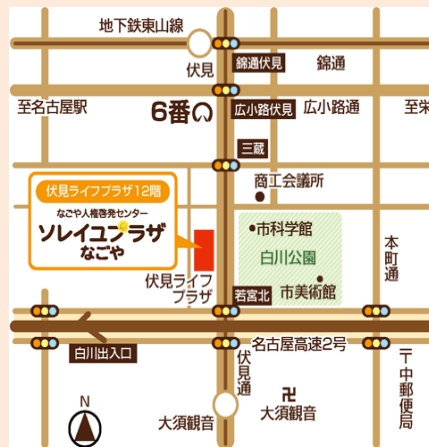 地下鉄東山線
伏見
錦通伏見
錦通
至名古屋駅
6番
広小路伏見
広小路通
至栄
三蔵
商工会議所
伏見ライフプラザ12階
なごや人権啓発センター
ソレイユプラザ
なごや
市科学館
白川公園
本町通
伏見ライフ
プラザ
若宮北
市美術館
名古屋高速2号
白川出入口
伏見通
〒中郵便局
N
大須観音
卍
大須観音